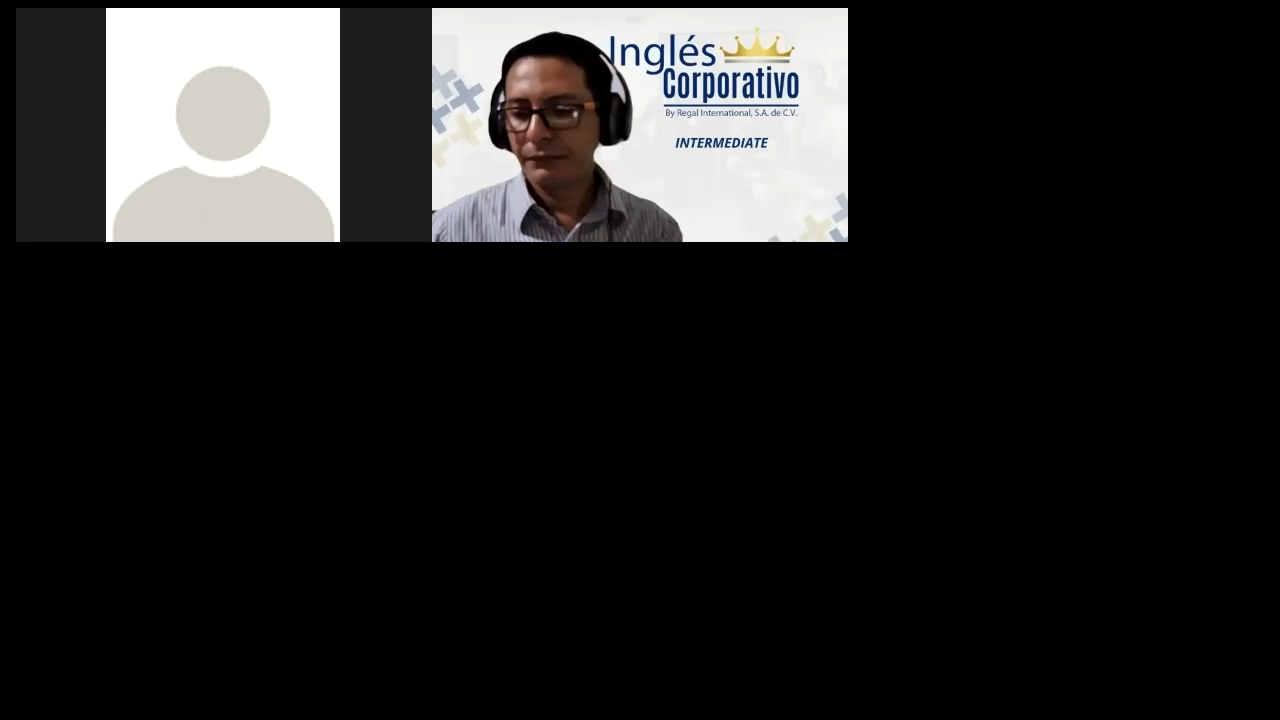 Inglés
Corporativo
By Regal International, S.A. de C.V.
INTERMEDIATE